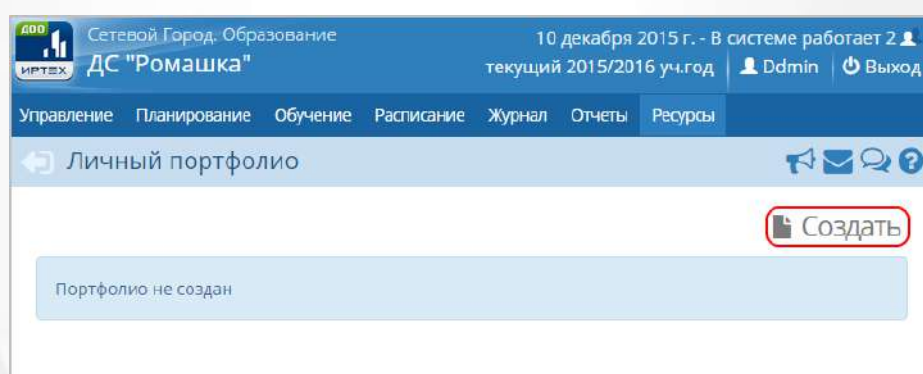 ДОО
ИРТЕХ
Сетевой Город. Образование
ДС "Ромашка"
10 декабря 2015 г. - В системе работает 2
текущий 2015/2016 уч.год Ddmin Выход
Управление Планирование Обучение Расписание Журнал Отчеты Ресурсы
Личный портфолио
Создать
Портфолио не создан